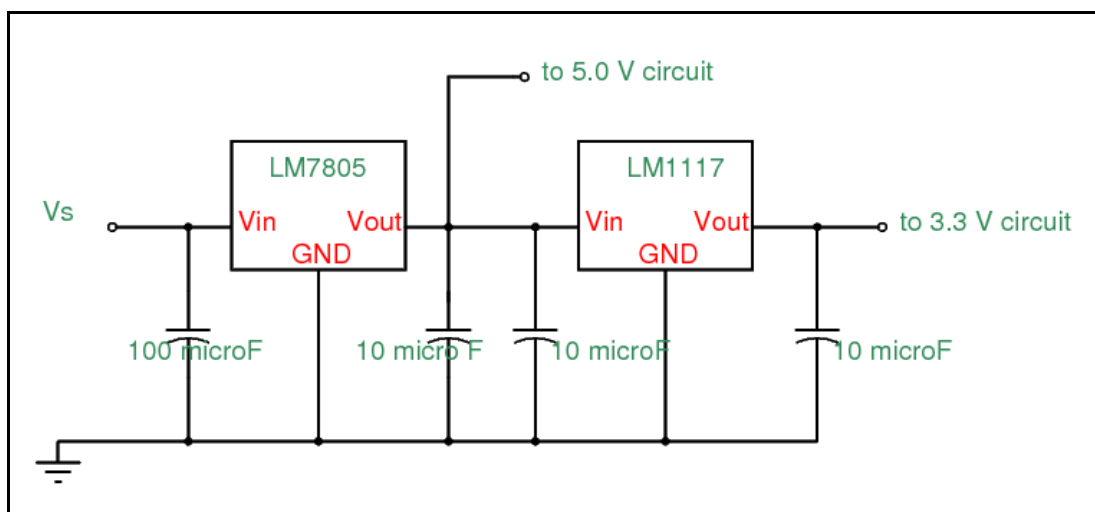 to 5.0 V circuit
LM7805
LM1117
Vs
Vin
Vout
GND
Vin
Vout
GND
to 3.3 V circuit
100 microF
10 micro F
10 microF
10 microF